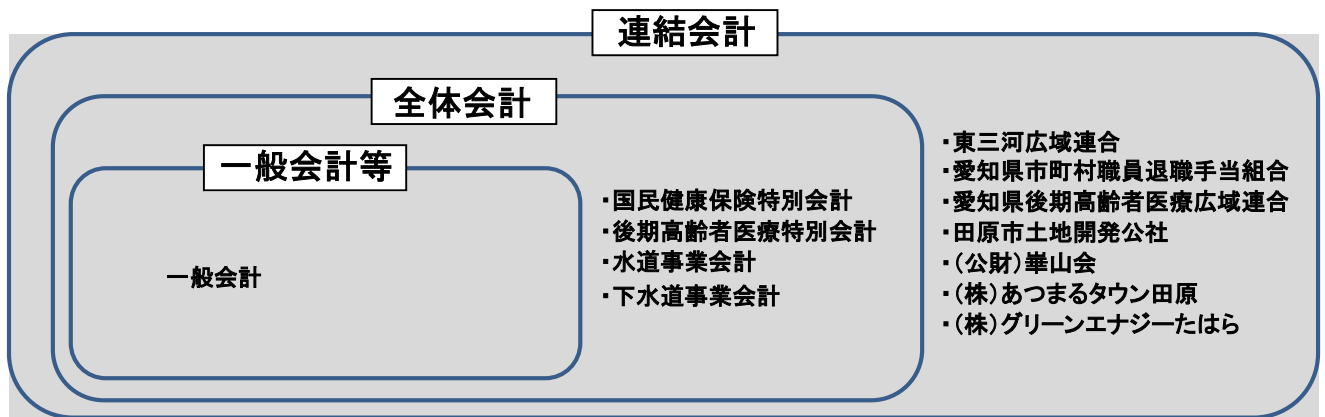 連結会計
全体会計
一般会計等
一般会計
・国民健康保険特別会計
・後期高齢者医療特別会計
・水道事業会計
・下水道事業会計
・東三河広域連合
・愛知県市町村職員退職手当組合
・愛知県後期高齢者医療広域連合
・田原市土地開発公社
・(公財)崋山会
・(株)あつまるタウン田原
・(株)グリーンエナジーたはら